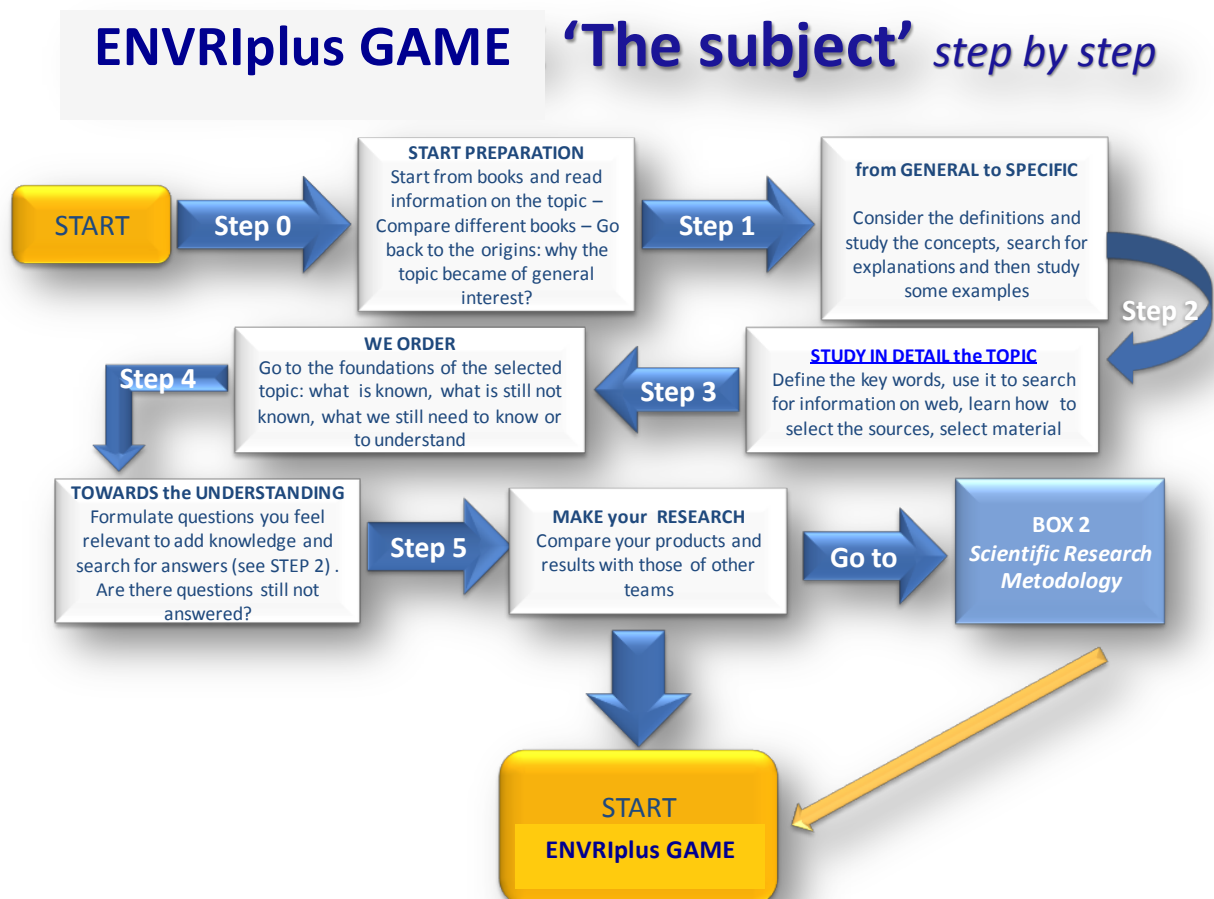 ENVRIplus GAME ‘The subject’ step by step
START
Step 0
START PREPARATION
Start from books and read
information on the topic –
Compare different books – Go
back to the origins: why the
topic became of general
interest?
Step 1
from GENERAL to SPECIFIC
Consider the definitions and
study the concepts, search for
explanations and then study
some examples
Step 2
STUDY IN DETAIL the TOPIC
Define the key words, use it to search
for information on web, learn how to
select the sources, select material
Step 3
WE ORDER
Go to the foundations of the selected
topic: what is known, what is still not
known, what we still need to know or
to understand
Step 4
TOWARDS the UNDERSTANDING
Formulate questions you feel
relevant to add knowledge and
search for answers (see STEP 2) .
Are there questions still not
answered?
Step 5
MAKE your RESEARCH
Compare your products and
results with those of other
teams
Go to
BOX 2
Scientific Research
Metodology
START
ENVRIplus GAME